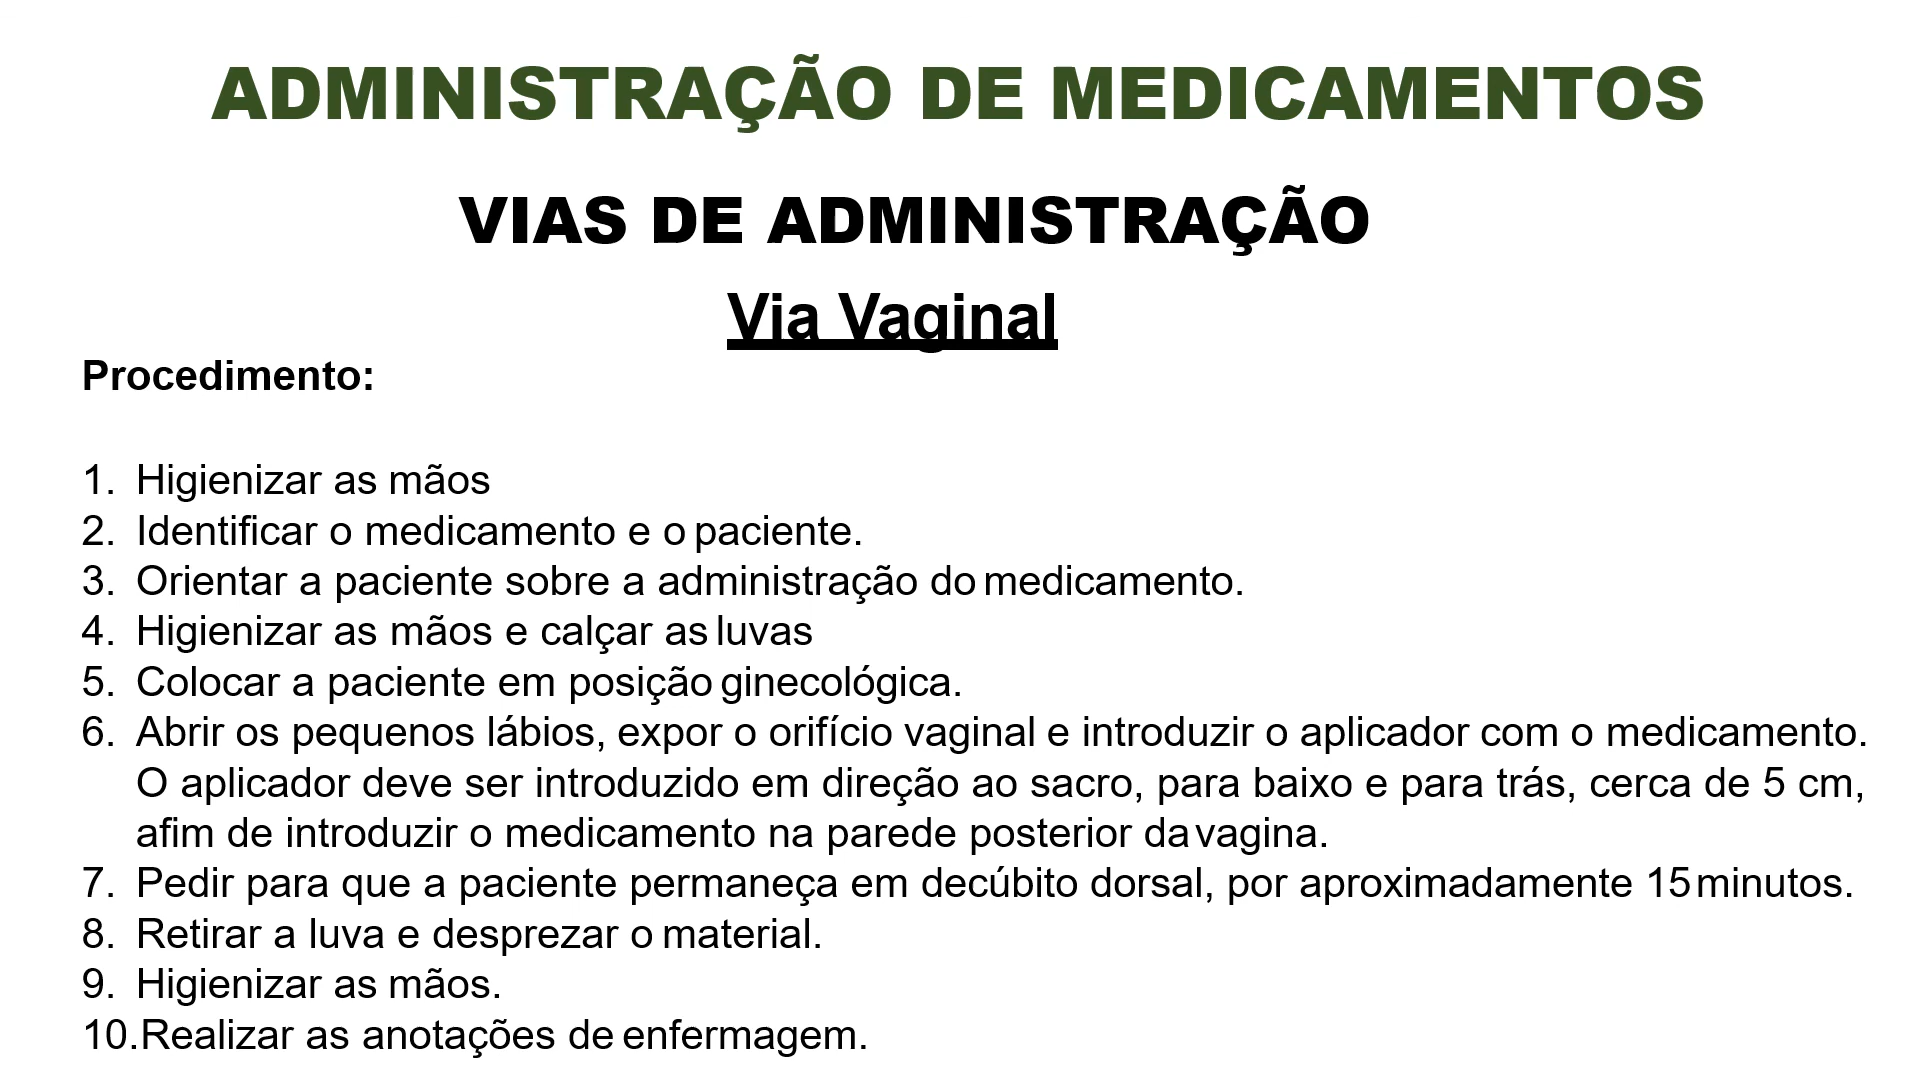 ADMINISTRAÇÃO DE MEDICAMENTOS
VIAS DE ADMINISTRAÇÃO
Via Vaginal
Procedimento:
1. Higienizar as mãos
2. Identificar o medicamento e o paciente.
3. Orientar a paciente sobre a administração do medicamento.
4. Higienizar as mãos e calçar as luvas
5. Colocar a paciente em posição ginecológica.
6. Abrir os pequenos lábios, expor o orifício vaginal e introduzir o aplicador com o medicamento.
O aplicador deve ser introduzido em direção ao sacro, para baixo e para trás, cerca de 5 cm,
afim de introduzir o medicamento na parede posterior da vagina.
7. Pedir para que a paciente permaneça em decúbito dorsal, por aproximadamente 15 minutos.
8. Retirar a luva e desprezar o material.
9. Higienizar as mãos.
10.Realizar as anotações de enfermagem.